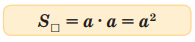 S□ = a · a = a²